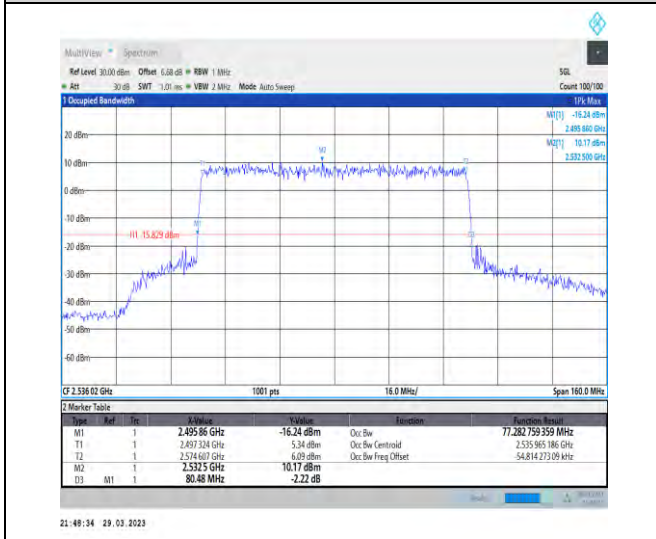 MultiView Spectrum
Ref Level 30.00 dBm Offset 6.68 dB RBW 1 MHz SGL
Att 30 dB SWT 1.01 ms VBW 2 MHz Mode Auto Sweep Count 100/100
1 Occupied Bandwidth 1Pk Max
M1[1] -16.24 dBm
2.495 860 GHz
M2[1] 10.17 dBm
2.532 500 GHz
20 dBm
M2
T1
T2
10 dBm
0 dBm
-10 dBm
M1
H1 -15.829 dBm
D3
-20 dBm
-30 dBm
-40 dBm
-50 dBm
-60 dBm
CF 2.536 02 GHz 1001 pts 16.0 MHz/ Span 160.0 MHz
2 Marker Table
Type Ref Trc X-Value Y-Value Function Function Result
M1 1 2.495 86 GHz -16.24 dBm Occ Bw 77.282 759 359 MHz
T1 1 2.497 324 GHz 5.34 dBm Occ Bw Centroid 2.535 965 186 GHz
T2 1 2.574 607 GHz 6.09 dBm Occ Bw Freq Offset -54.814 273 09 kHz
M2 1 2.532 5 GHz 10.17 dBm
D3 M1 1 80.48 MHz -2.22 dB
21:48:34 29.03.2023